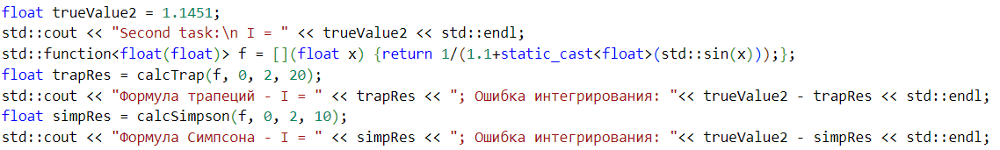 float trueValue2 = 1.1451;
std::cout << "Second task:\n I = " << trueValue2 << std::endl;
std::function<float(float)> f = [](float x) {return 1/(1.1+static_cast<float>(std::sin(x)));};
float trapRes = calcTrap(f, 0, 2, 20);
std::cout << "Формула трапеций - I = " << trapRes << "; Ошибка интегрирования: "<< trueValue2 - trapRes << std::endl;
float simpRes = calcSimpson(f, 0, 2, 10);
std::cout << "Формула Симпсона - I = " << simpRes << "; Ошибка интегрирования: "<< trueValue2 - simpRes << std::endl;